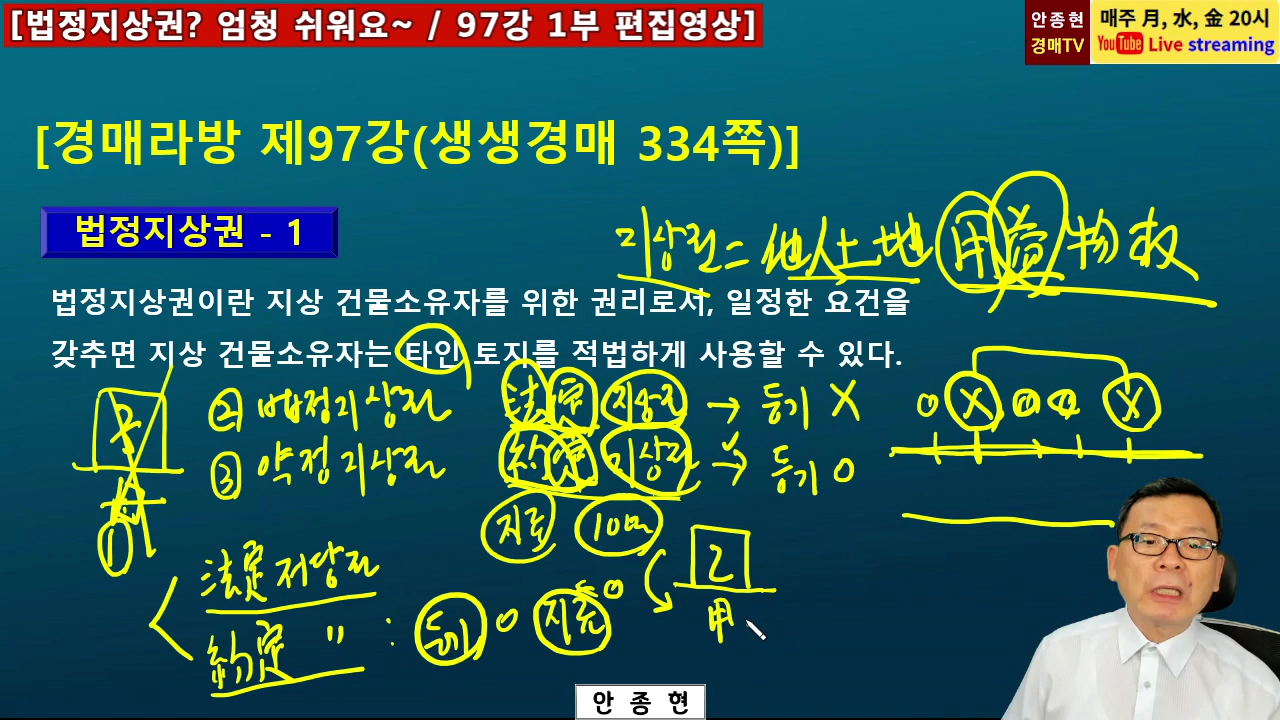 [법정지상권? 엄청 쉬워요~ / 97강 1부 편집영상]
안종현
경매TV
매주 月, 水, 金 20시
YouTube Live streaming
[경매라방 제97강(생생경매 334쪽)]
법정지상권 - 1
지상권 = 他人土地 用益物权
법정지상권이란 지상 건물소유자를 위한 권리로서, 일정한 요건을
갖추면 지상 건물소유자는 타인 토지를 적법하게 사용할 수 있다.
② 법정지상권 法定 지상권 → 등기 X
③ 약정지상권 約定 지상권 → 등기 O
①
지료 10
法定 저당권
約定 〃 : 등기 O 지료 O
乙
甲
안 종 현